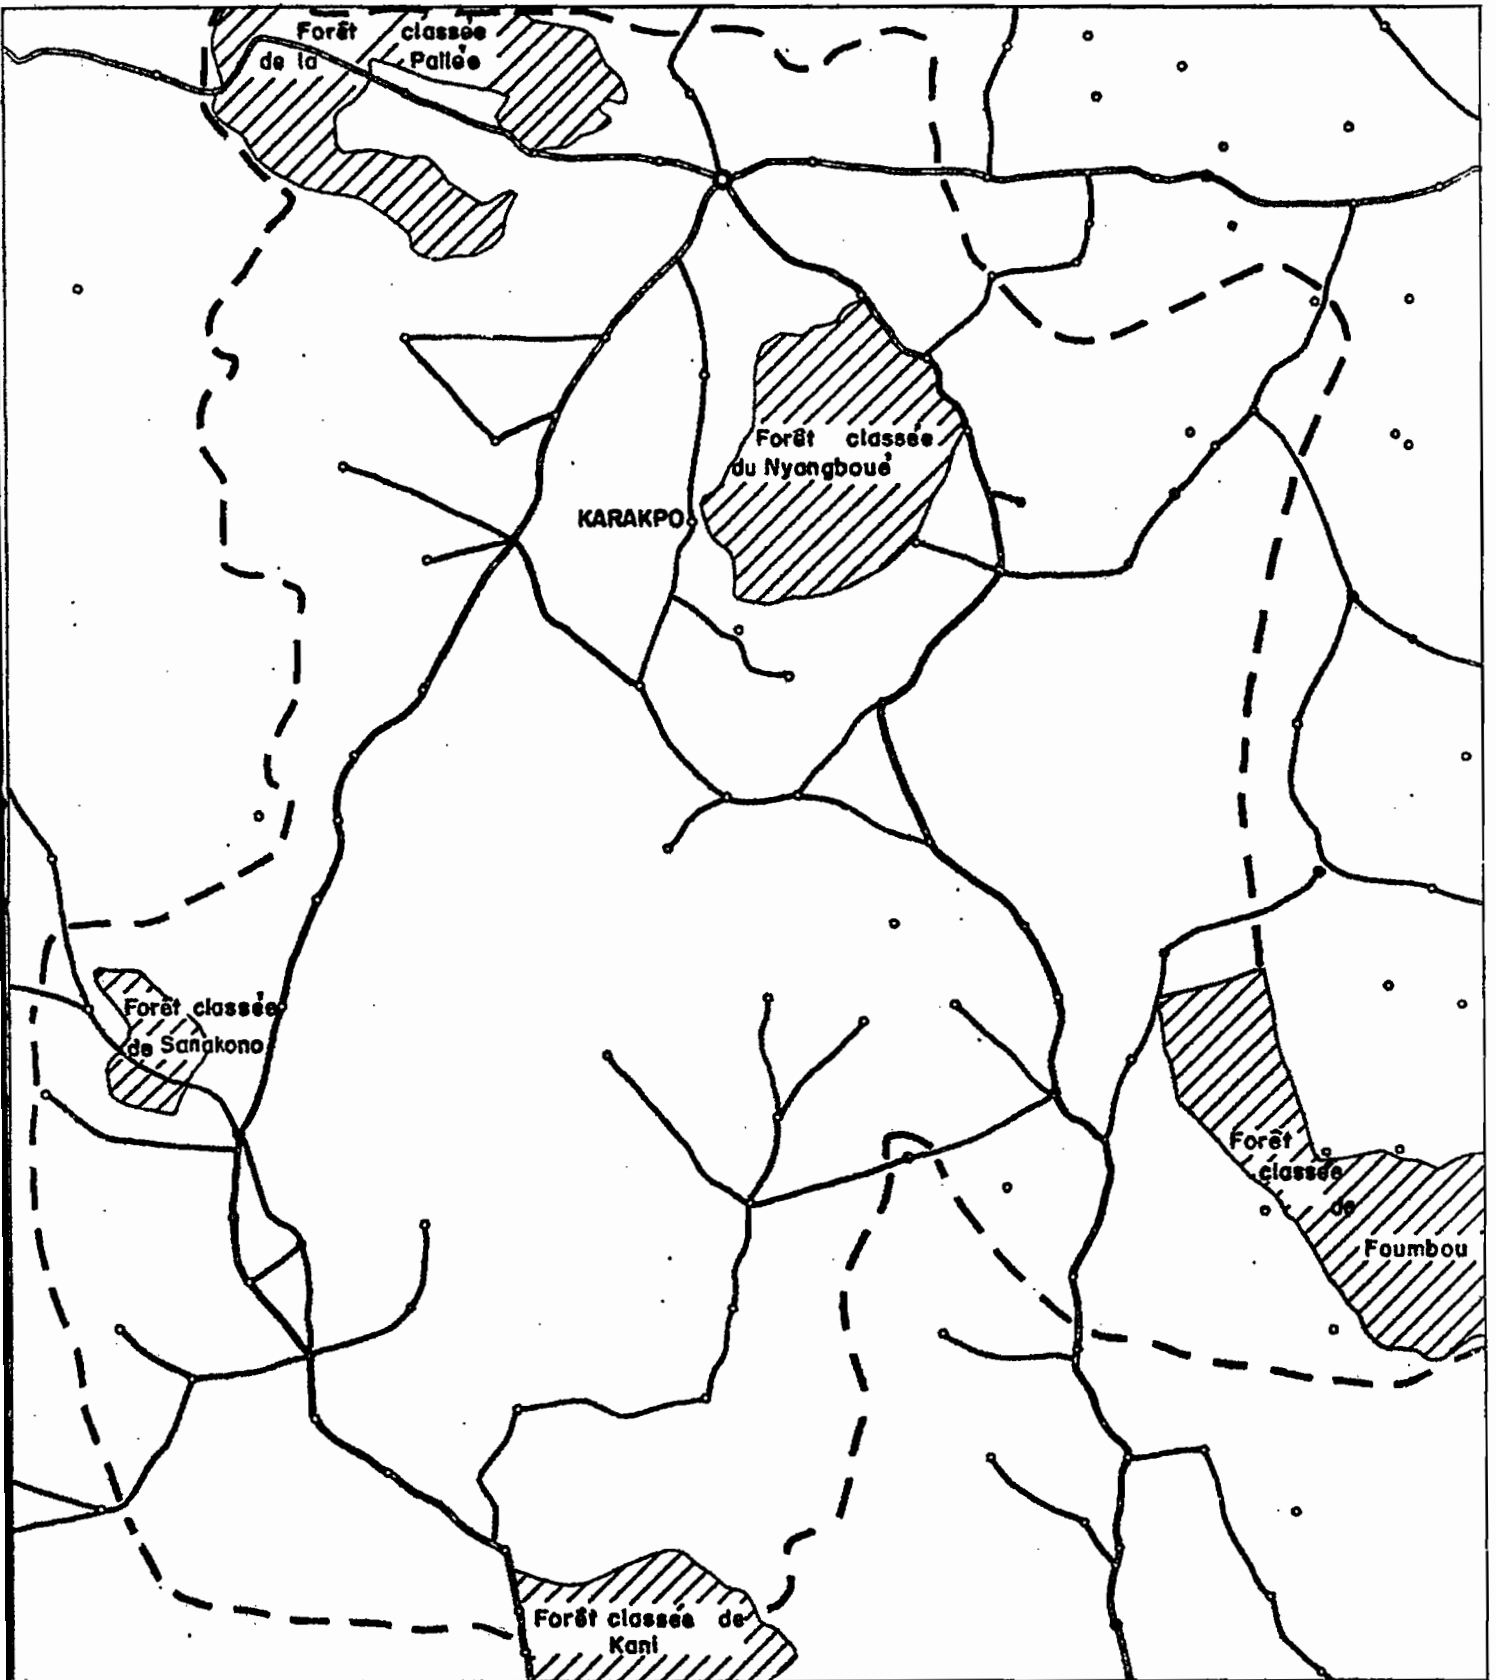 Forêt classée
de la Pallée
Forêt classée
du Nyangboué
KARAKPO
Forêt classée
de Sanakono
Forêt
classée
de
Foumbou
Forêt classée de
Kani